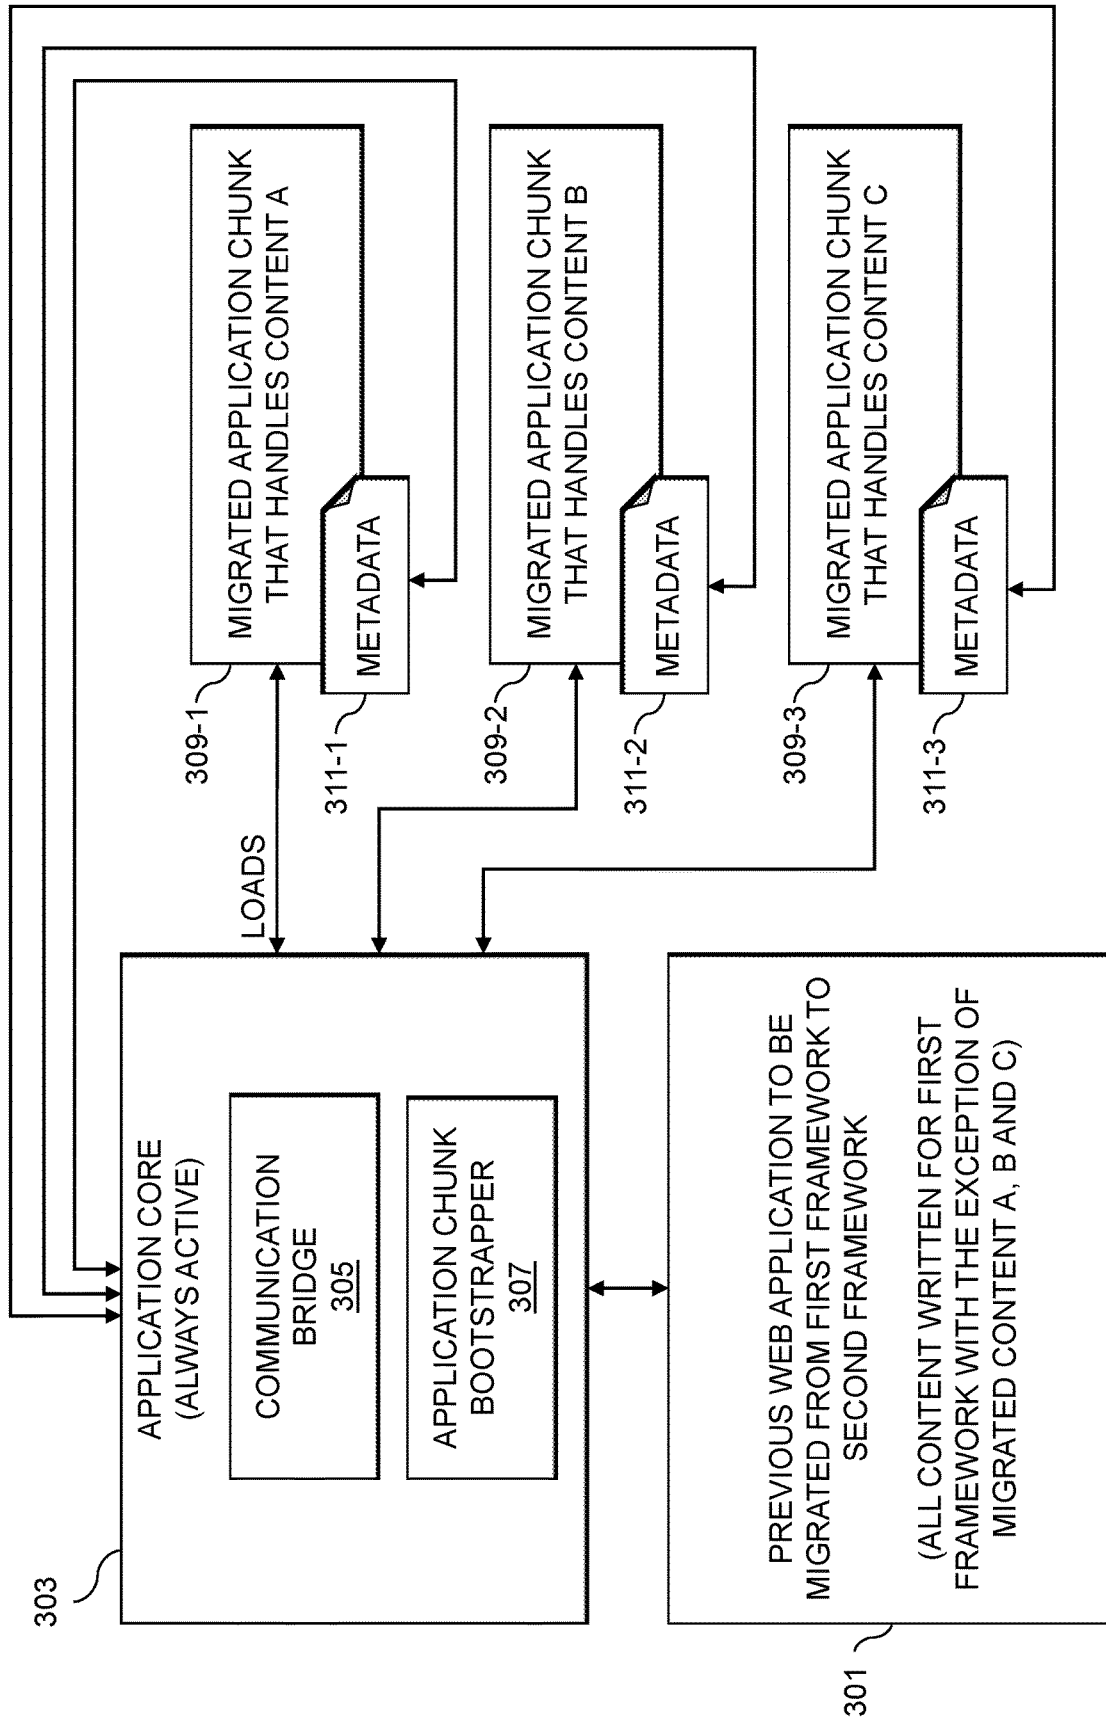 303
APPLICATION CORE
(ALWAYS ACTIVE)
COMMUNICATION
BRIDGE
305
APPLICATION CHUNK
BOOTSTRAPPER
307
LOADS
309-1
MIGRATED APPLICATION CHUNK
THAT HANDLES CONTENT A
311-1
METADATA
309-2
MIGRATED APPLICATION CHUNK
THAT HANDLES CONTENT B
311-2
METADATA
309-3
MIGRATED APPLICATION CHUNK
THAT HANDLES CONTENT C
311-3
METADATA
301
PREVIOUS WEB APPLICATION TO BE
MIGRATED FROM FIRST FRAMEWORK TO
SECOND FRAMEWORK
(ALL CONTENT WRITTEN FOR FIRST
FRAMEWORK WITH THE EXCEPTION OF
MIGRATED CONTENT A, B AND C)